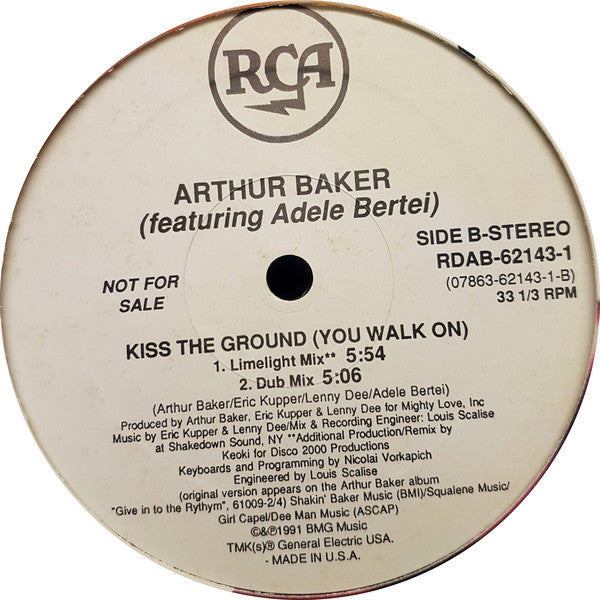 RCA
ARTHUR BAKER
(featuring Adele Bertei)
SIDE B-STEREO
RDAB-62143-1
(07863-62143-1-B)
33 1/3 RPM
NOT FOR
SALE
KISS THE GROUND (YOU WALK ON)
1. Limelight Mix** 5:54
2. Dub Mix 5:06
(Arthur Baker/Eric Kupper/Lenny Dee/Adele Bertei)
Produced by Arthur Baker, Eric Kupper & Lenny Dee for Mighty Love, Inc
Music by Eric Kupper & Lenny Dee/Mix & Recording Engineer: Louis Scalise
at Shakedown Sound, NY **Additional Production/Remix by
Keoki for Disco 2000 Productions
Keyboards and Programming by Nicolai Vorkapich
Engineered by Louis Scalise
(original version appears on the Arthur Baker album
"Give in to the Rythym", 61009-2/4) Shakin' Baker Music (BMI)/Squalene Music/
Girl Capel/Dee Man Music (ASCAP)
©&℗1991 BMG Music
TMK(s)® General Electric USA.
- MADE IN U.S.A.